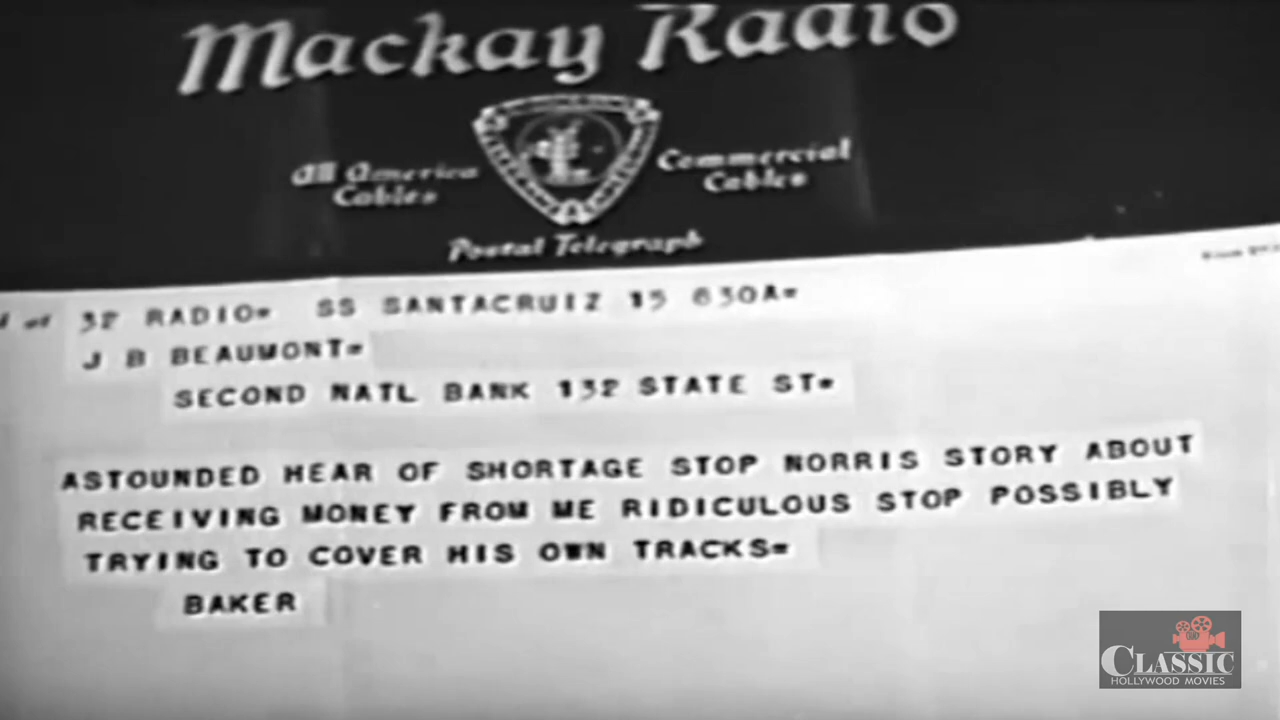 Mackay Radio
All America Commercial
Cables Cables
Postal Telegraph
32 RADIO= SS SANTACRUIZ 15 630A=
J B BEAUMONT=
SECOND NATL BANK 132 STATE ST=
ASTOUNDED HEAR OF SHORTAGE STOP NORRIS STORY ABOUT
RECEIVING MONEY FROM ME RIDICULOUS STOP POSSIBLY
TRYING TO COVER HIS OWN TRACKS=
BAKER
CLASSIC
HOLLYWOOD MOVIES